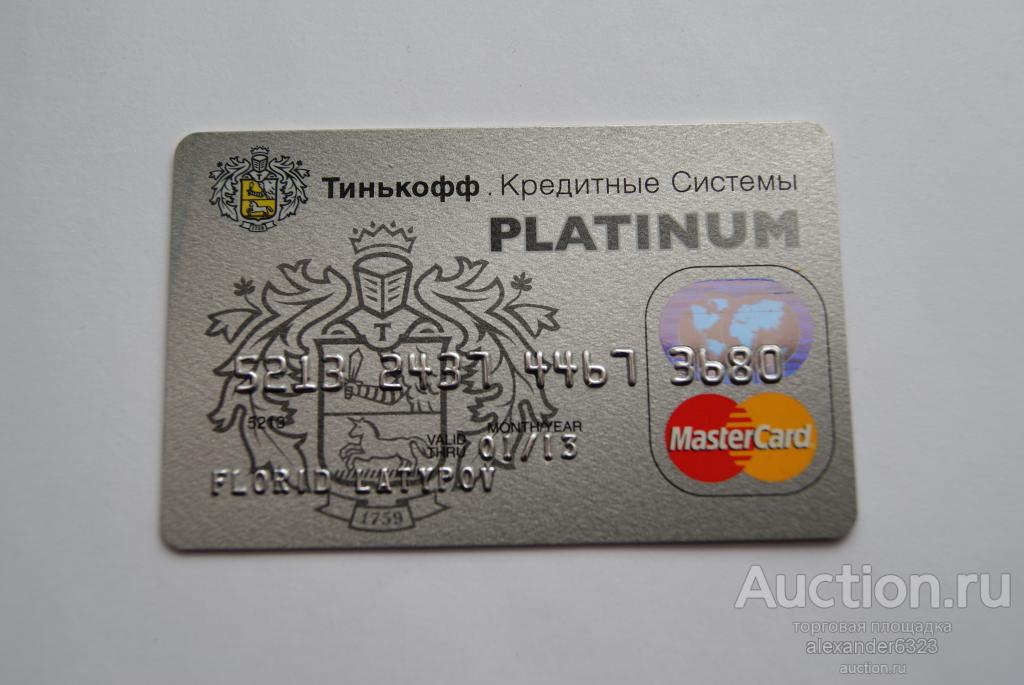 Тинькофф . Кредитные Системы
PLATINUM
T
5213 2437 4467 3680
5213
MONTH/YEAR
VALID THRU 01/13
FLORID LATYPOV
MasterCard
1759
1759
Auction.ru
торговая площадка
alexander6323
auction.ru